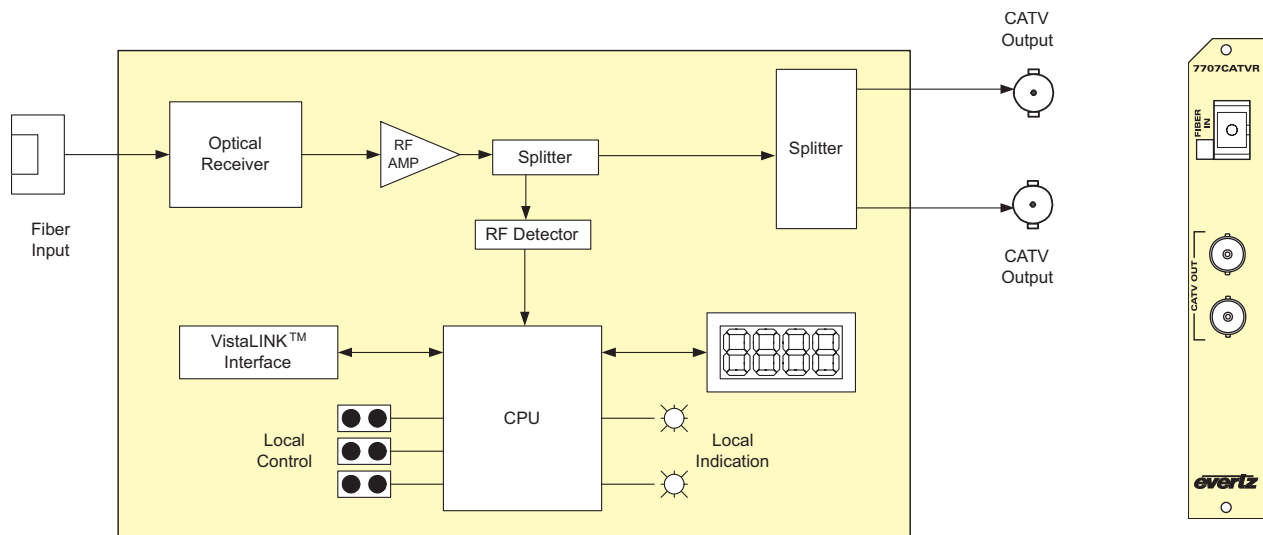 CATV
Output
Fiber
Input
Optical
Receiver
RF
AMP
Splitter
Splitter
RF Detector
CATV
Output
VistaLINK™
Interface
CPU
Local
Control
Local
Indication
7707CATVR
FIBER
IN
CATV OUT
evertz